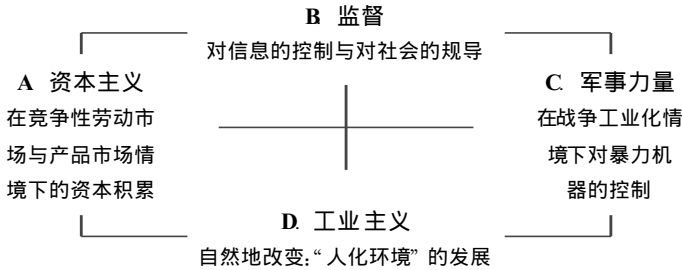 B. 监督
对信息的控制与对社会的规导
A. 资本主义
在竞争性劳动市
场与产品市场情
境下的资本积累
C. 军事力量
在战争工业化情
境下对暴力机
器的控制
D. 工业主义
自然地改变:“人化环境”的发展